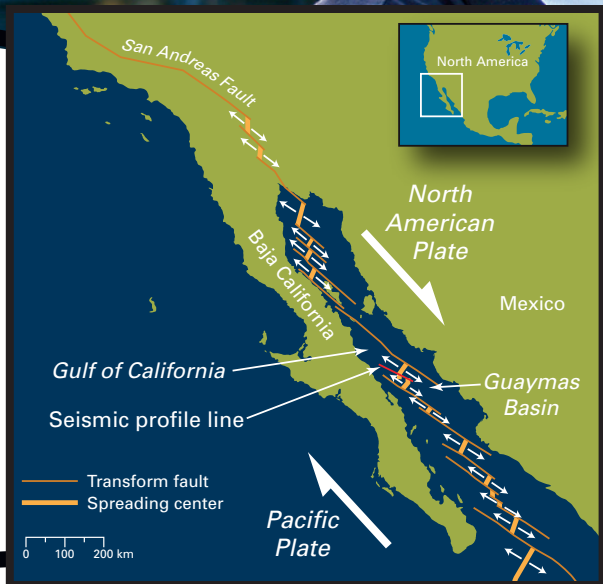 San Andreas Fault
North America
North
American
Plate
Baja California
Mexico
Gulf of California
Guaymas
Basin
Seismic profile line
Transform fault
Spreading center
Pacific
Plate
0 100 200 km